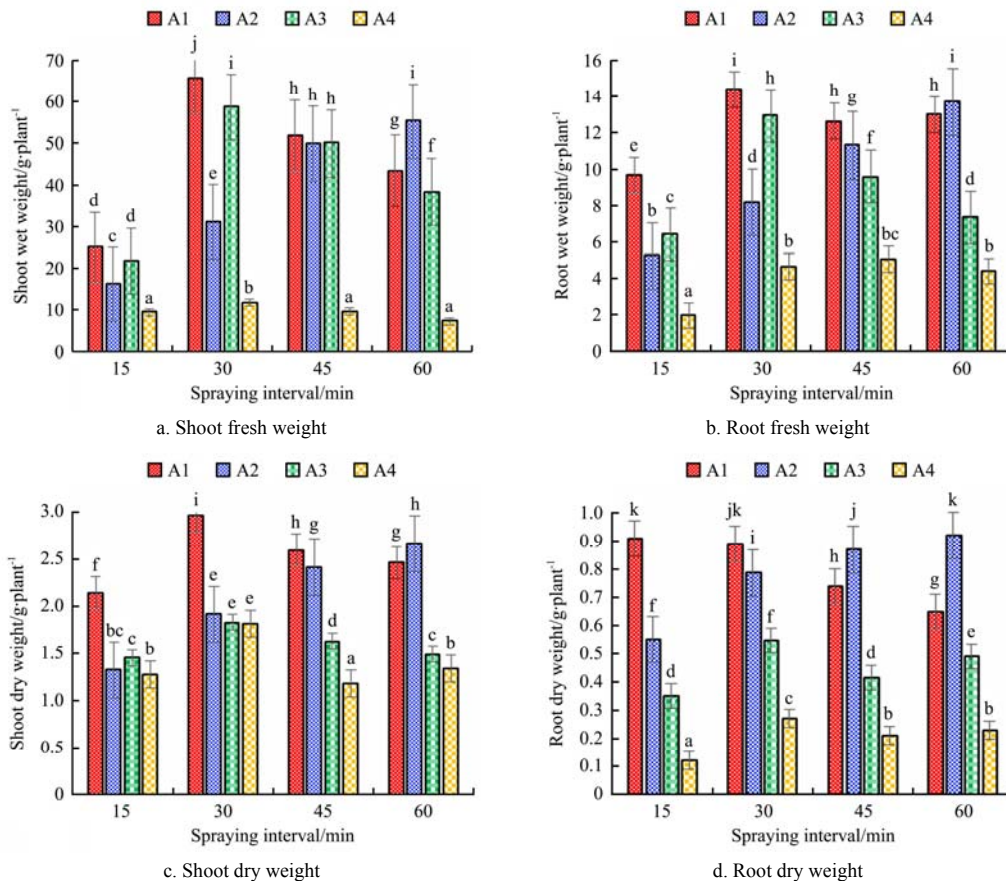 A1 A2 A3 A4
Shoot wet weight/g·plant⁻¹
70
60
50
40
30
20
10
0
d c d a
j e i b
h h h a
g i f a
15 30 45 60
Spraying interval/min
a. Shoot fresh weight
A1 A2 A3 A4
Root wet weight/g·plant⁻¹
16
14
12
10
8
6
4
2
0
e b c a
i d h b
h g f bc
h i d b
15 30 45 60
Spraying interval/min
b. Root fresh weight
A1 A2 A3 A4
Shoot dry weight/g·plant⁻¹
3.0
2.5
2.0
1.5
1.0
0.5
0
f bc c b
i e e e
h g d a
g h c b
15 30 45 60
Spraying interval/min
c. Shoot dry weight
A1 A2 A3 A4
Root dry weight/g·plant⁻¹
1.0
0.9
0.8
0.7
0.6
0.5
0.4
0.3
0.2
0.1
0
k f d a
jk i f c
h j d b
g k e b
15 30 45 60
Spraying interval/min
d. Root dry weight